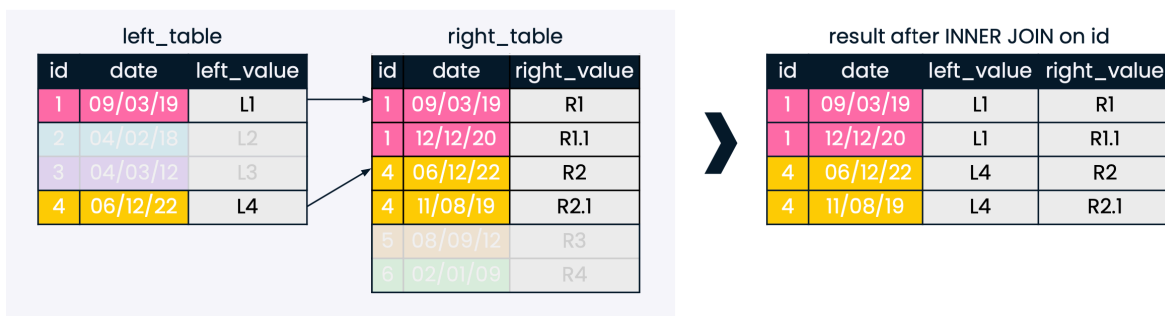 left_table
id date left_value
1 09/03/19 L1
2 04/02/18 L2
3 04/03/12 L3
4 06/12/22 L4
right_table
id date right_value
1 09/03/19 R1
1 12/12/20 R1.1
4 06/12/22 R2
4 11/08/19 R2.1
5 08/09/12 R3
6 02/01/09 R4
result after INNER JOIN on id
id date left_value right_value
1 09/03/19 L1 R1
1 12/12/20 L1 R1.1
4 06/12/22 L4 R2
4 11/08/19 L4 R2.1